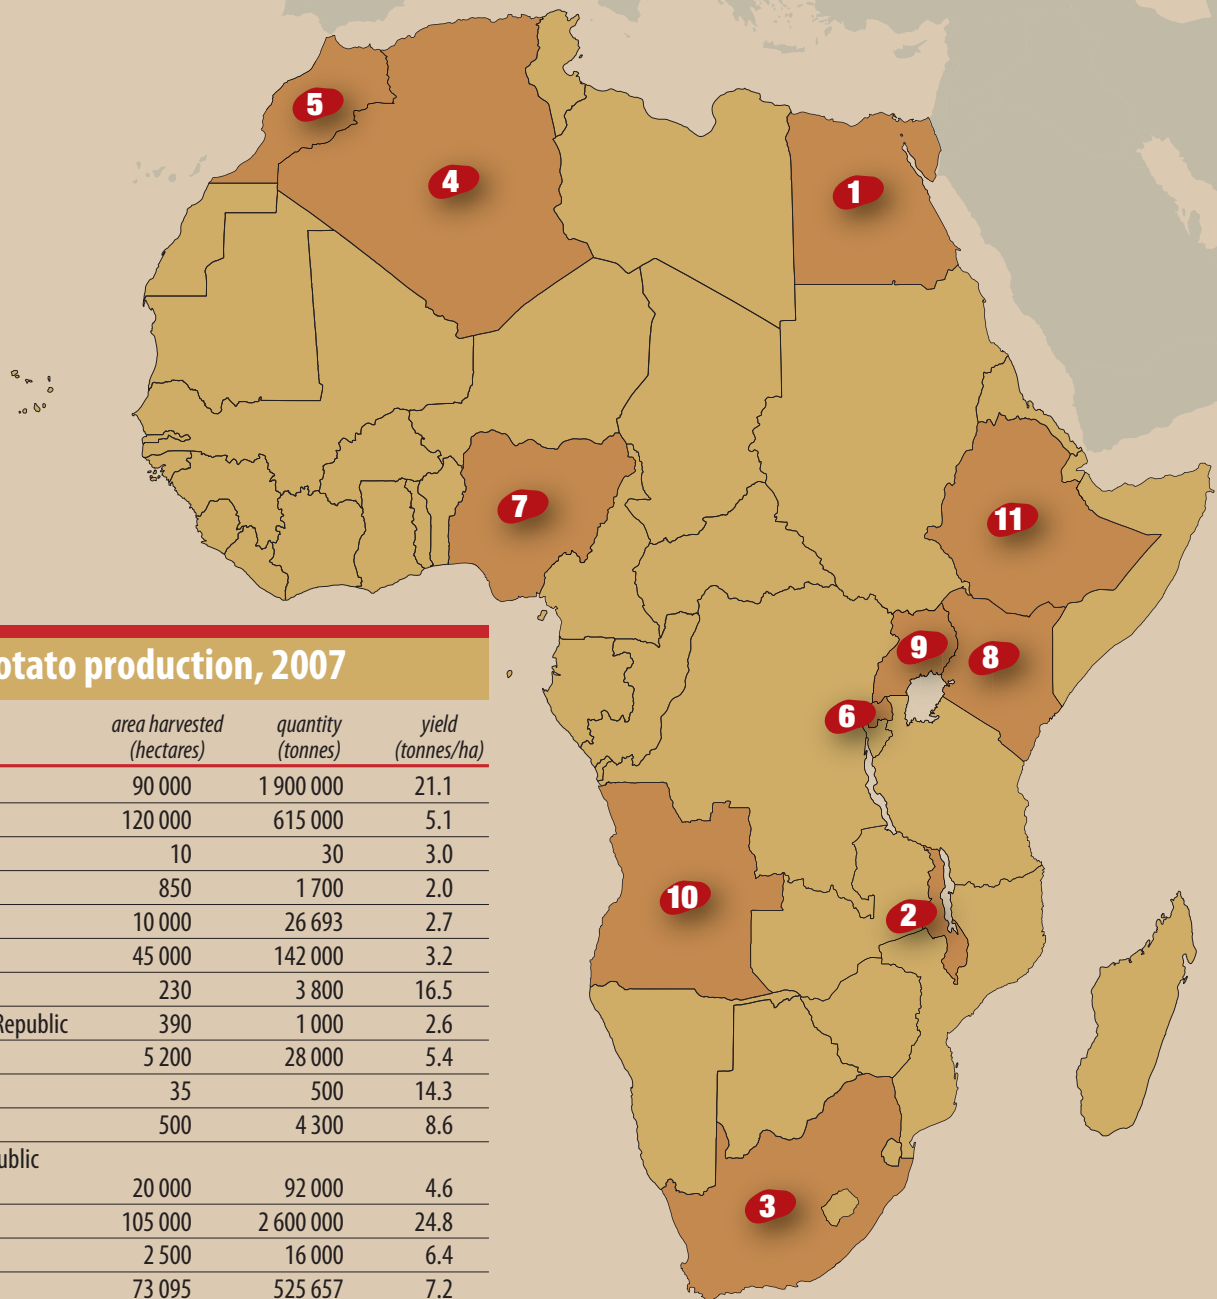 5
4
1
7
11
9
8
6
10
2
3
otato production, 2007
area harvested quantity yield
(hectares) (tonnes) (tonnes/ha)
90 000 1 900 000 21.1
120 000 615 000 5.1
10 30 3.0
850 1 700 2.0
10 000 26 693 2.7
45 000 142 000 3.2
230 3 800 16.5
Republic 390 1 000 2.6
5 200 28 000 5.4
35 500 14.3
500 4 300 8.6
ublic
20 000 92 000 4.6
105 000 2 600 000 24.8
2 500 16 000 6.4
73 095 525 657 7.2